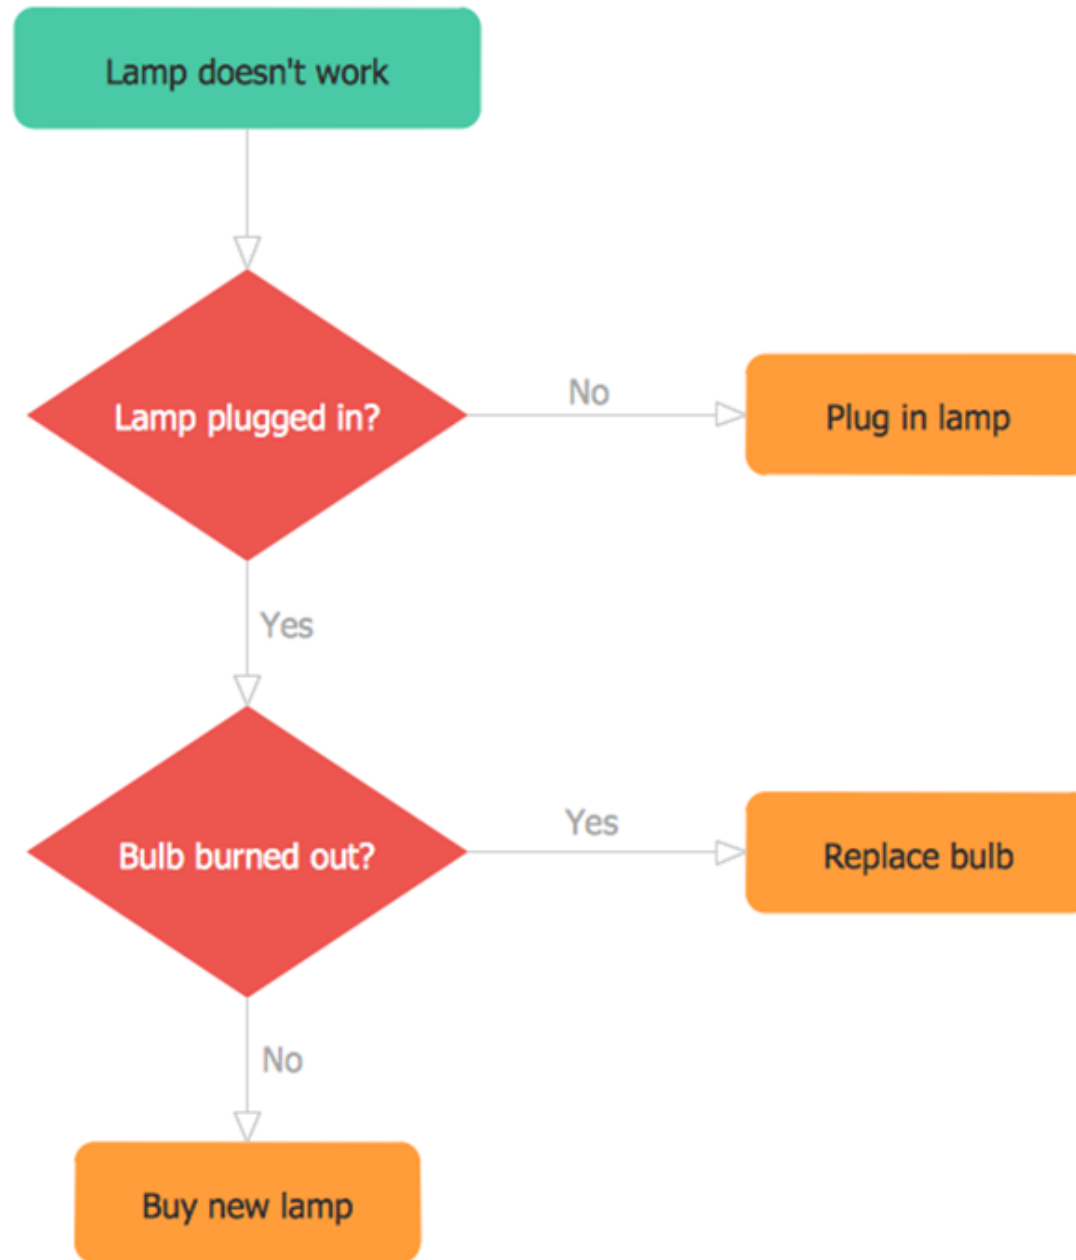 Lamp doesn't work
Lamp plugged in?
No
Plug in lamp
Yes
Bulb burned out?
Yes
Replace bulb
No
Buy new lamp